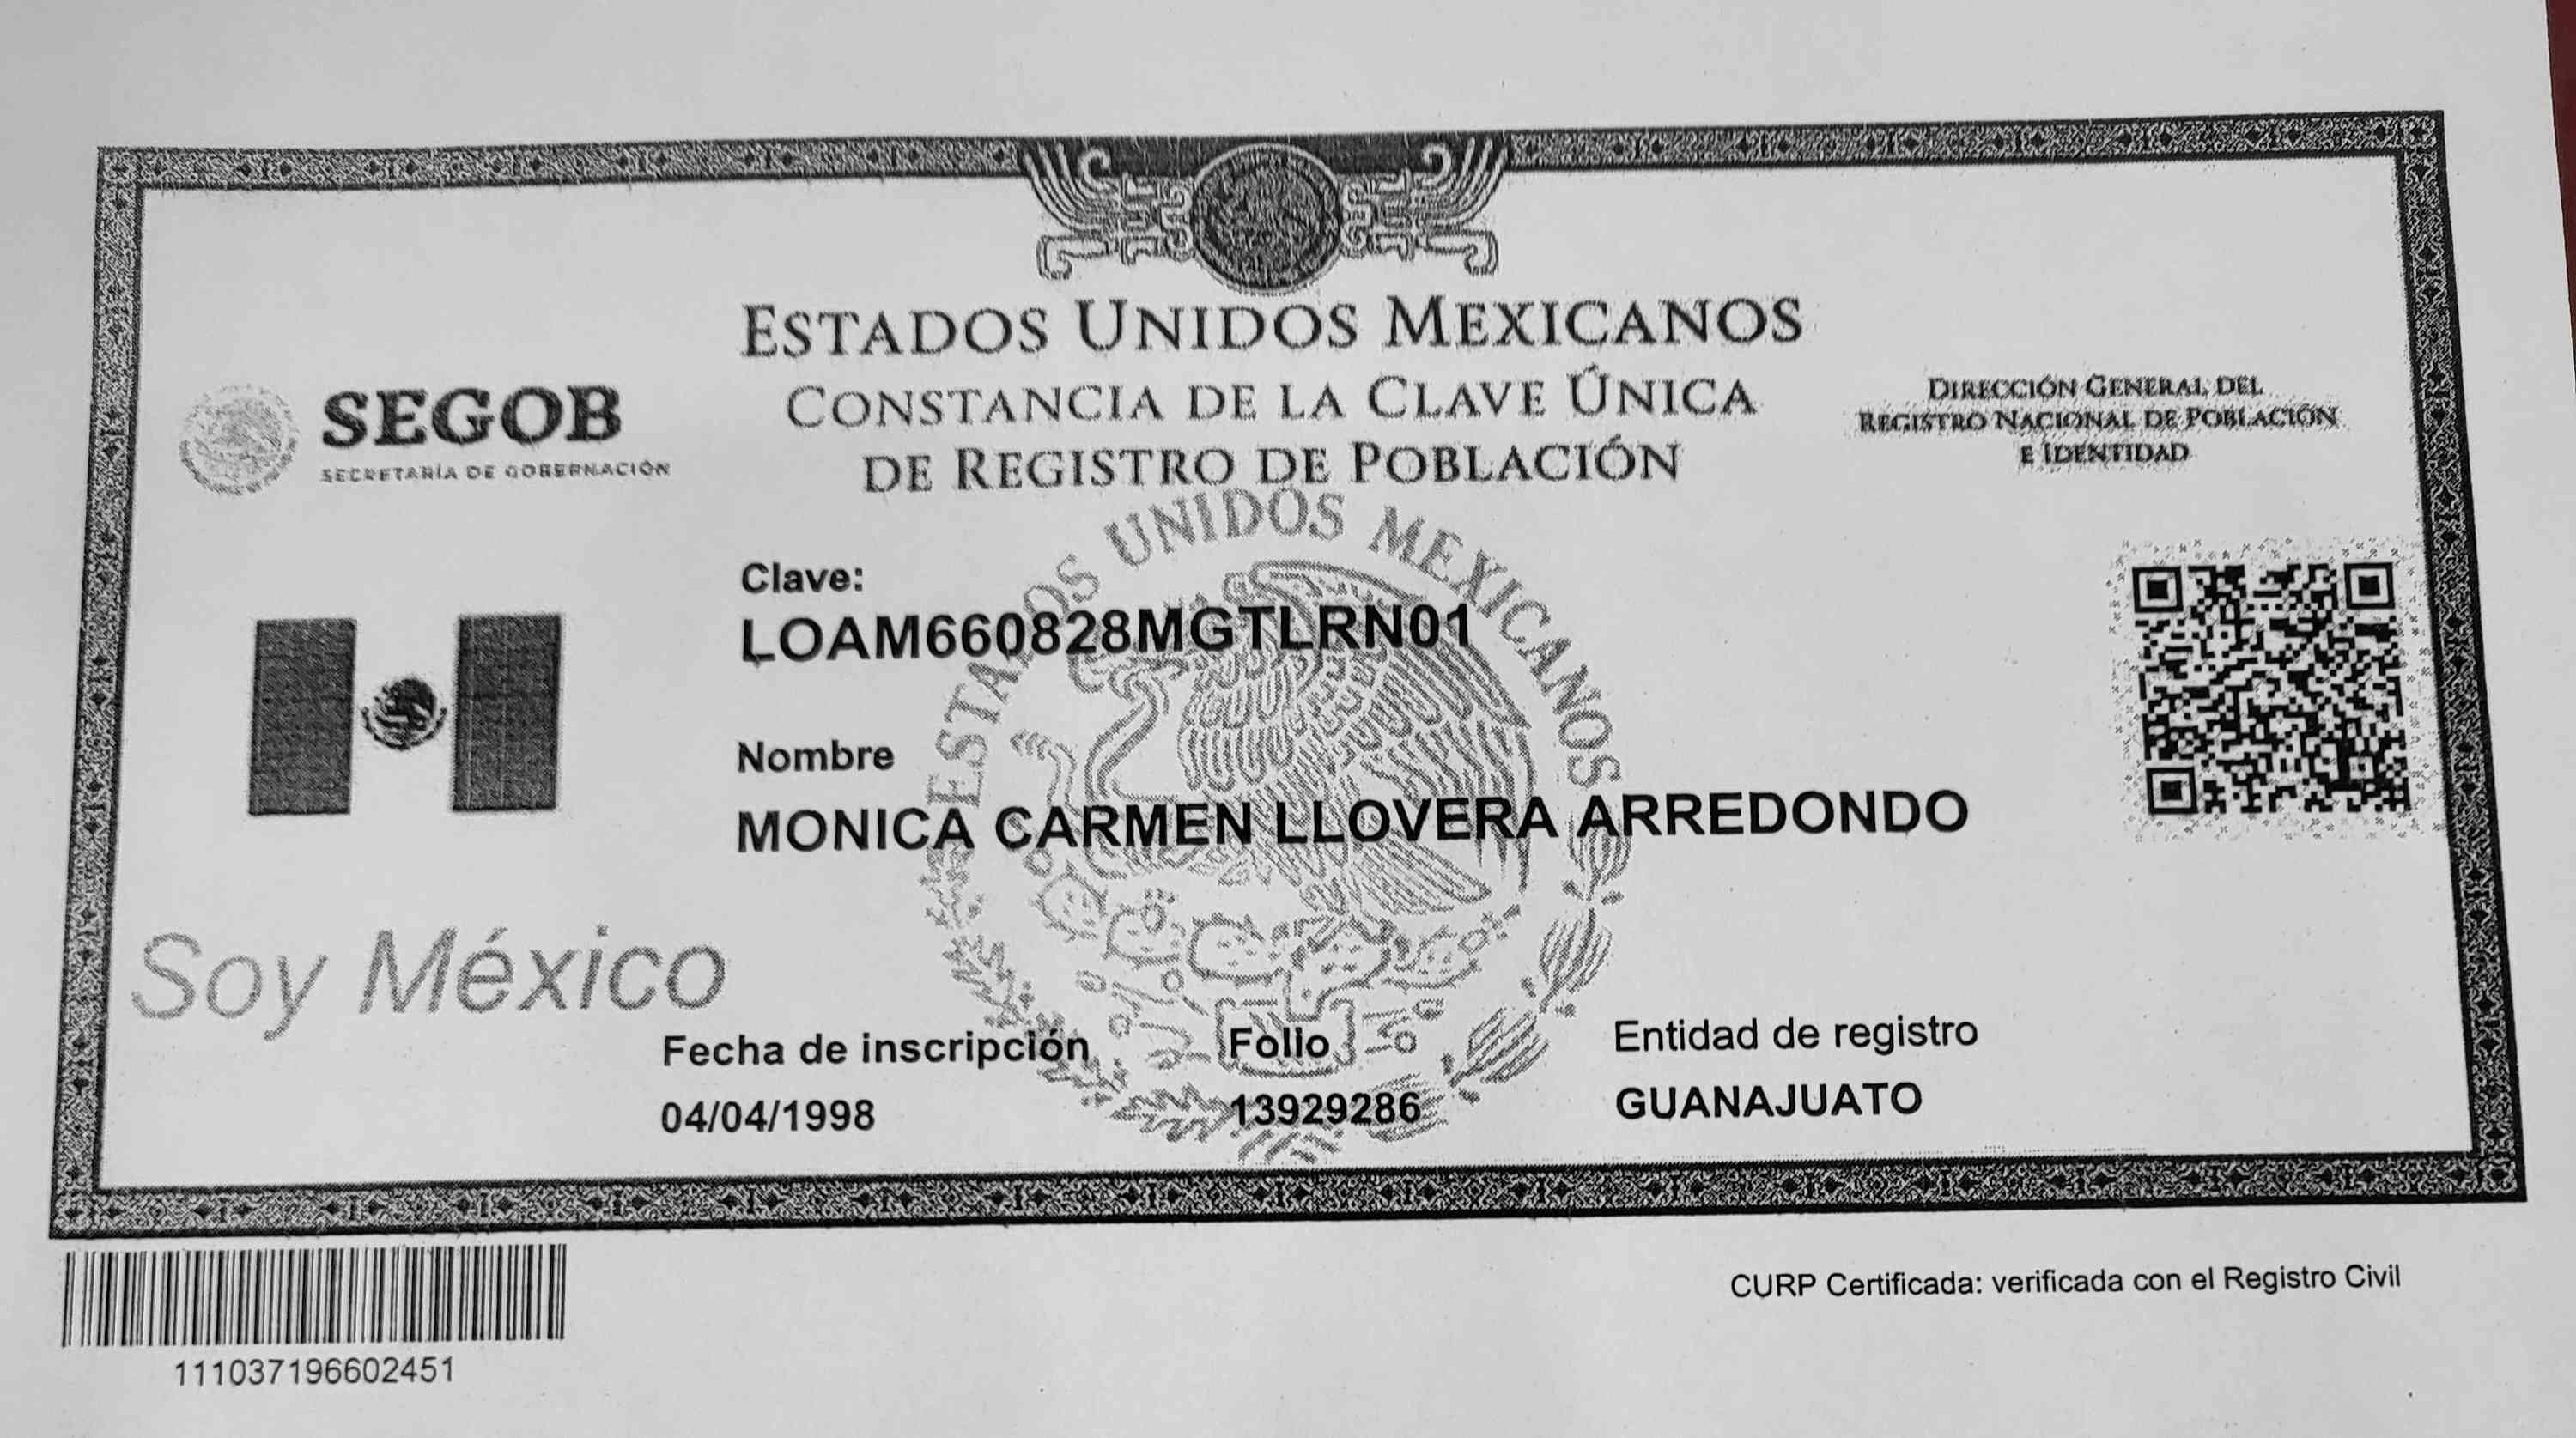 ESTADOS UNIDOS MEXICANOS
CONSTANCIA DE LA CLAVE ÚNICA
DE REGISTRO DE POBLACIÓN
SEGOB
SECRETARÍA DE GOBERNACIÓN
DIRECCIÓN GENERAL DEL
REGISTRO NACIONAL DE POBLACIÓN
E IDENTIDAD
ESTADOS UNIDOS MEXICANOS
Clave:
LOAM660828MGTLRN01
Nombre
MONICA CARMEN LLOVERA ARREDONDO
Soy México
Fecha de inscripción
04/04/1998
Folio
13929286
Entidad de registro
GUANAJUATO
111037196602451
CURP Certificada: verificada con el Registro Civil